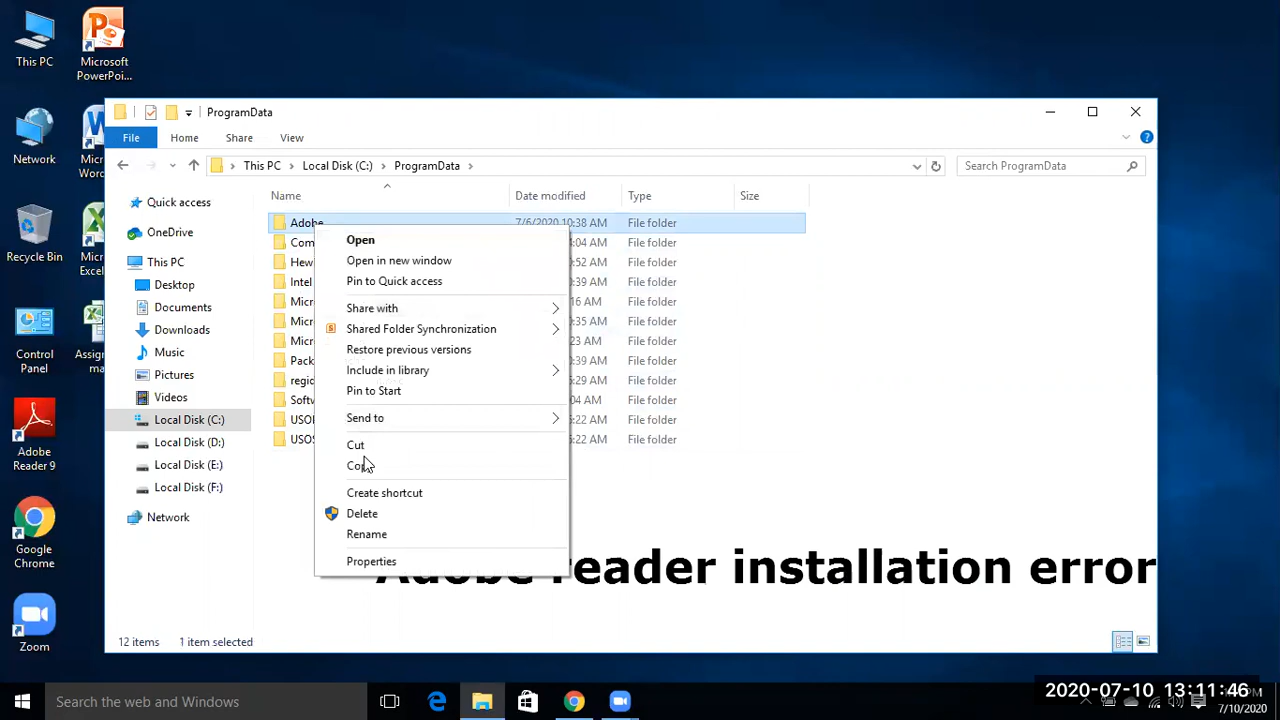 This PC
Microsoft
PowerPoi...
Network
Micr
Word
Recycle Bin
Micr
Excel
Control
Panel
Assig
ma
Adobe
Reader 9
Google
Chrome
Zoom
ProgramData
File
Home
Share
View
This PC
Local Disk (C:)
ProgramData
Search ProgramData
Name
Date modified
Type
Size
Quick access
OneDrive
This PC
Desktop
Documents
Downloads
Music
Pictures
Videos
Local Disk (C:)
Local Disk (D:)
Local Disk (E:)
Local Disk (F:)
Network
Adobe 7/6/2020 10:38 AM File folder
Com :04 AM File folder
Hew :52 AM File folder
Intel :39 AM File folder
Micr :16 AM File folder
Micr :35 AM File folder
Micr :23 AM File folder
Pack :39 AM File folder
regid :29 AM File folder
Softw :04 AM File folder
USO :22 AM File folder
USOS :22 AM File folder
Open
Open in new window
Pin to Quick access
Share with
Shared Folder Synchronization
Restore previous versions
Include in library
Pin to Start
Send to
Cut
Copy
Create shortcut
Delete
Rename
Properties
Adobe reader installation error
12 items
1 item selected
Search the web and Windows
2020-07-10 13:11:46
7/10/2020